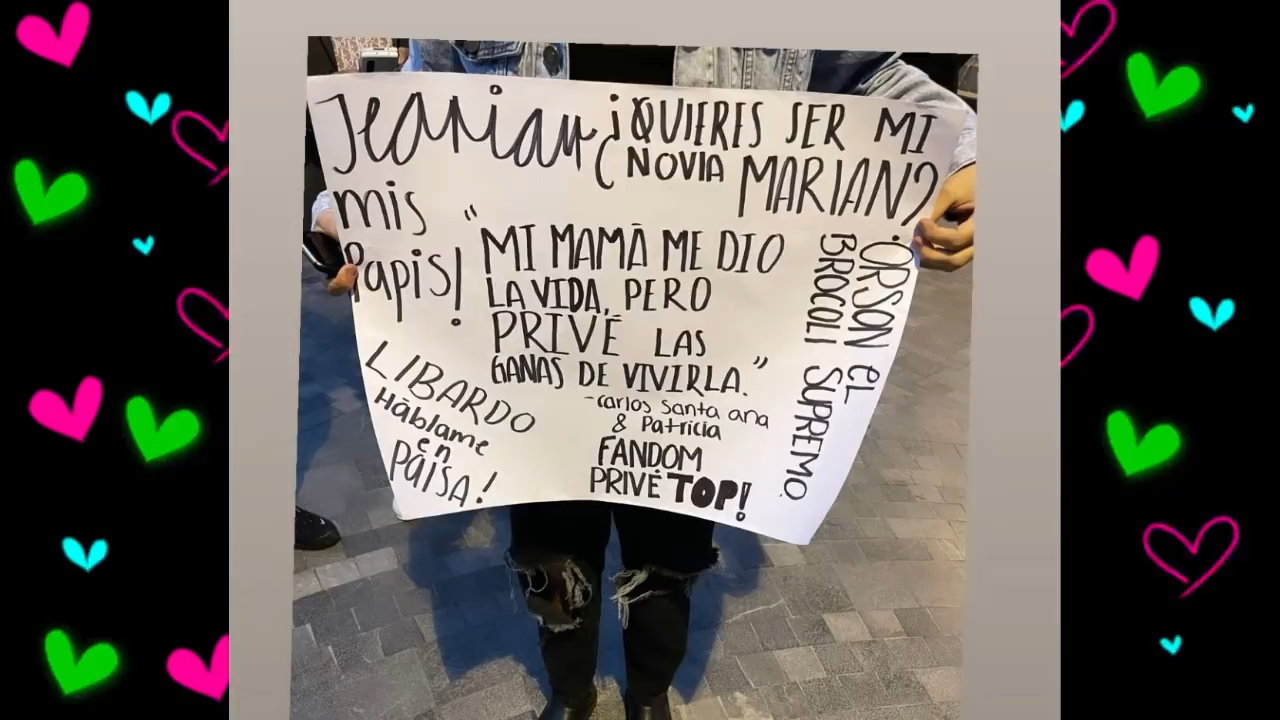 Jearian
mis
Papis!
¿QUIERES SER MI
NOVIA MARIAN?
"MI MAMÁ ME DIO
LA VIDA, PERO
PRIVÉ LAS
GANAS DE VIVIRLA."
-Carlos Santa ana
& Patricia
FANDOM
PRIVÉ TOP!
LIBARDO
Háblame
en
PAISA!
ORSON EL
BROCOLI SUPREMO.